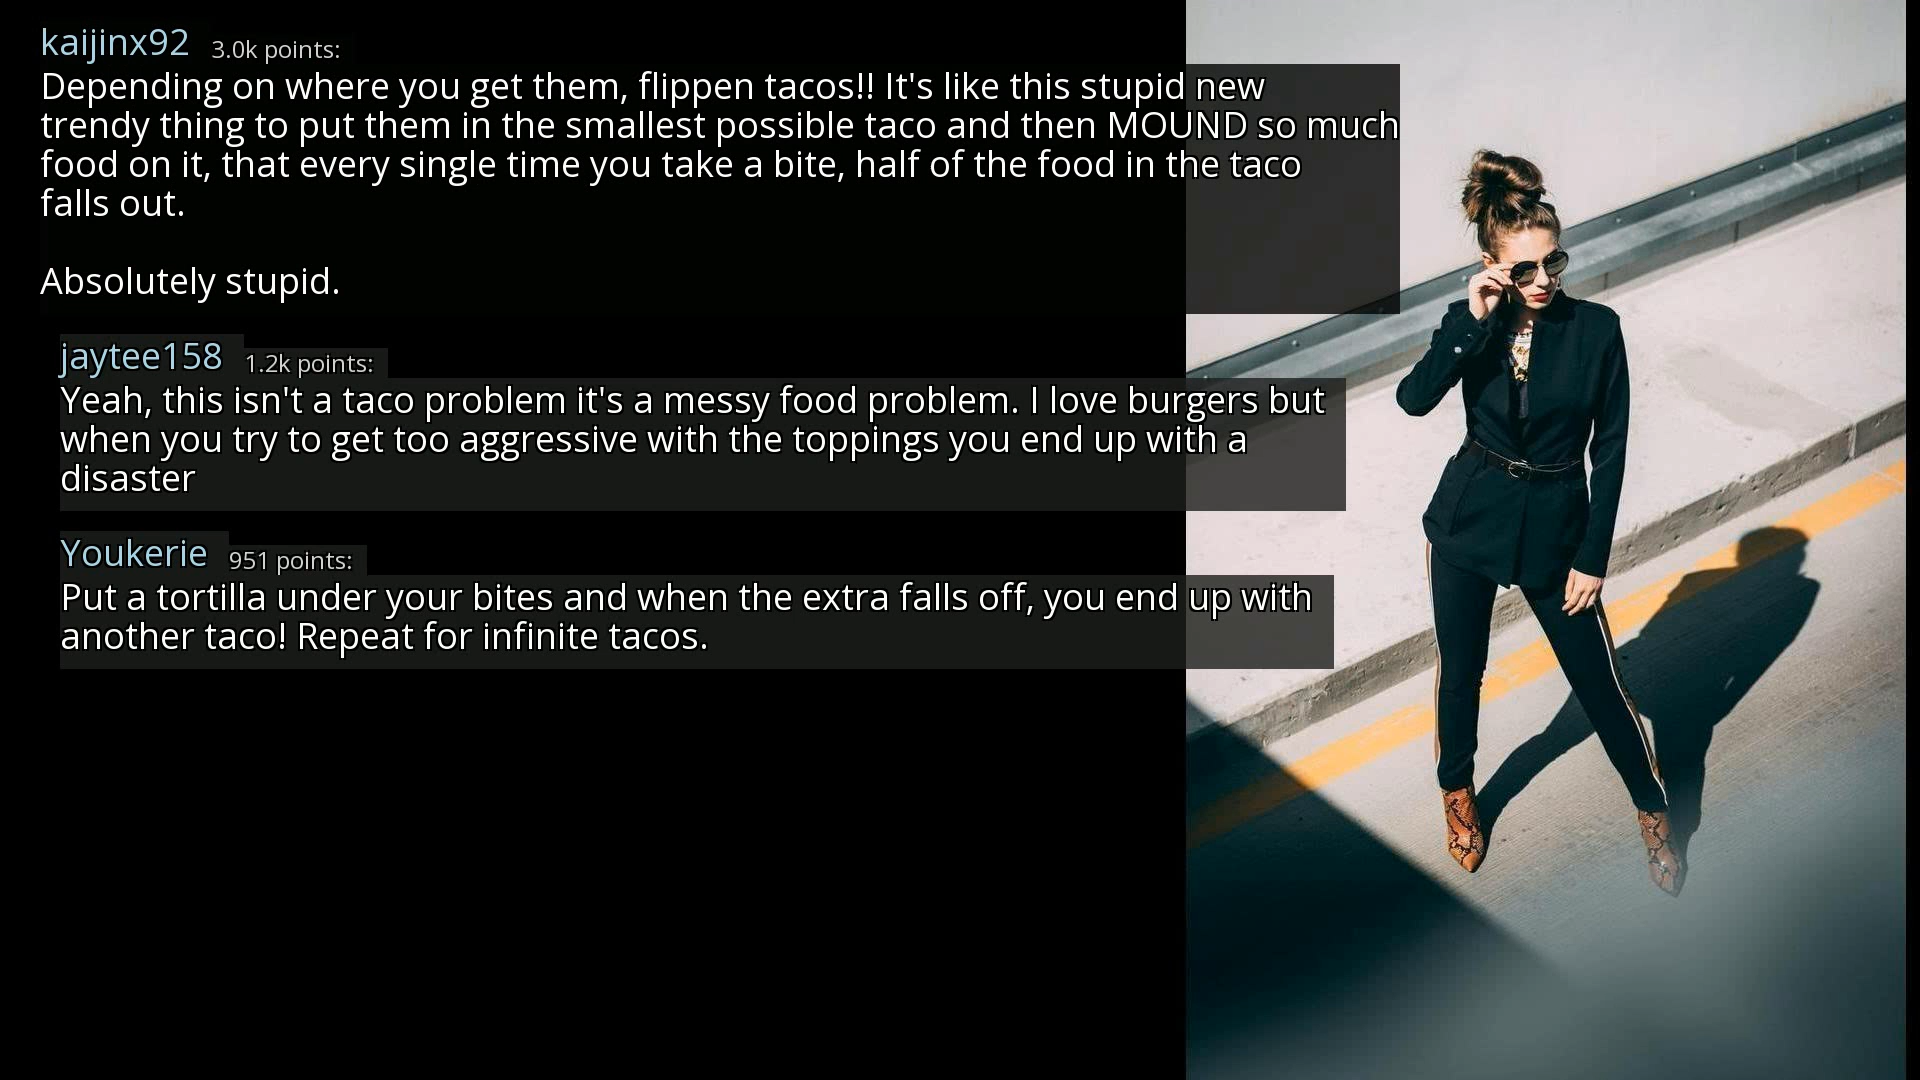 kaijinx92 3.0k points:
Depending on where you get them, flippen tacos!! It's like this stupid new
trendy thing to put them in the smallest possible taco and then MOUND so much
food on it, that every single time you take a bite, half of the food in the taco
falls out.
Absolutely stupid.
jaytee158 1.2k points:
Yeah, this isn't a taco problem it's a messy food problem. I love burgers but
when you try to get too aggressive with the toppings you end up with a
disaster
Youkerie 951 points:
Put a tortilla under your bites and when the extra falls off, you end up with
another taco! Repeat for infinite tacos.